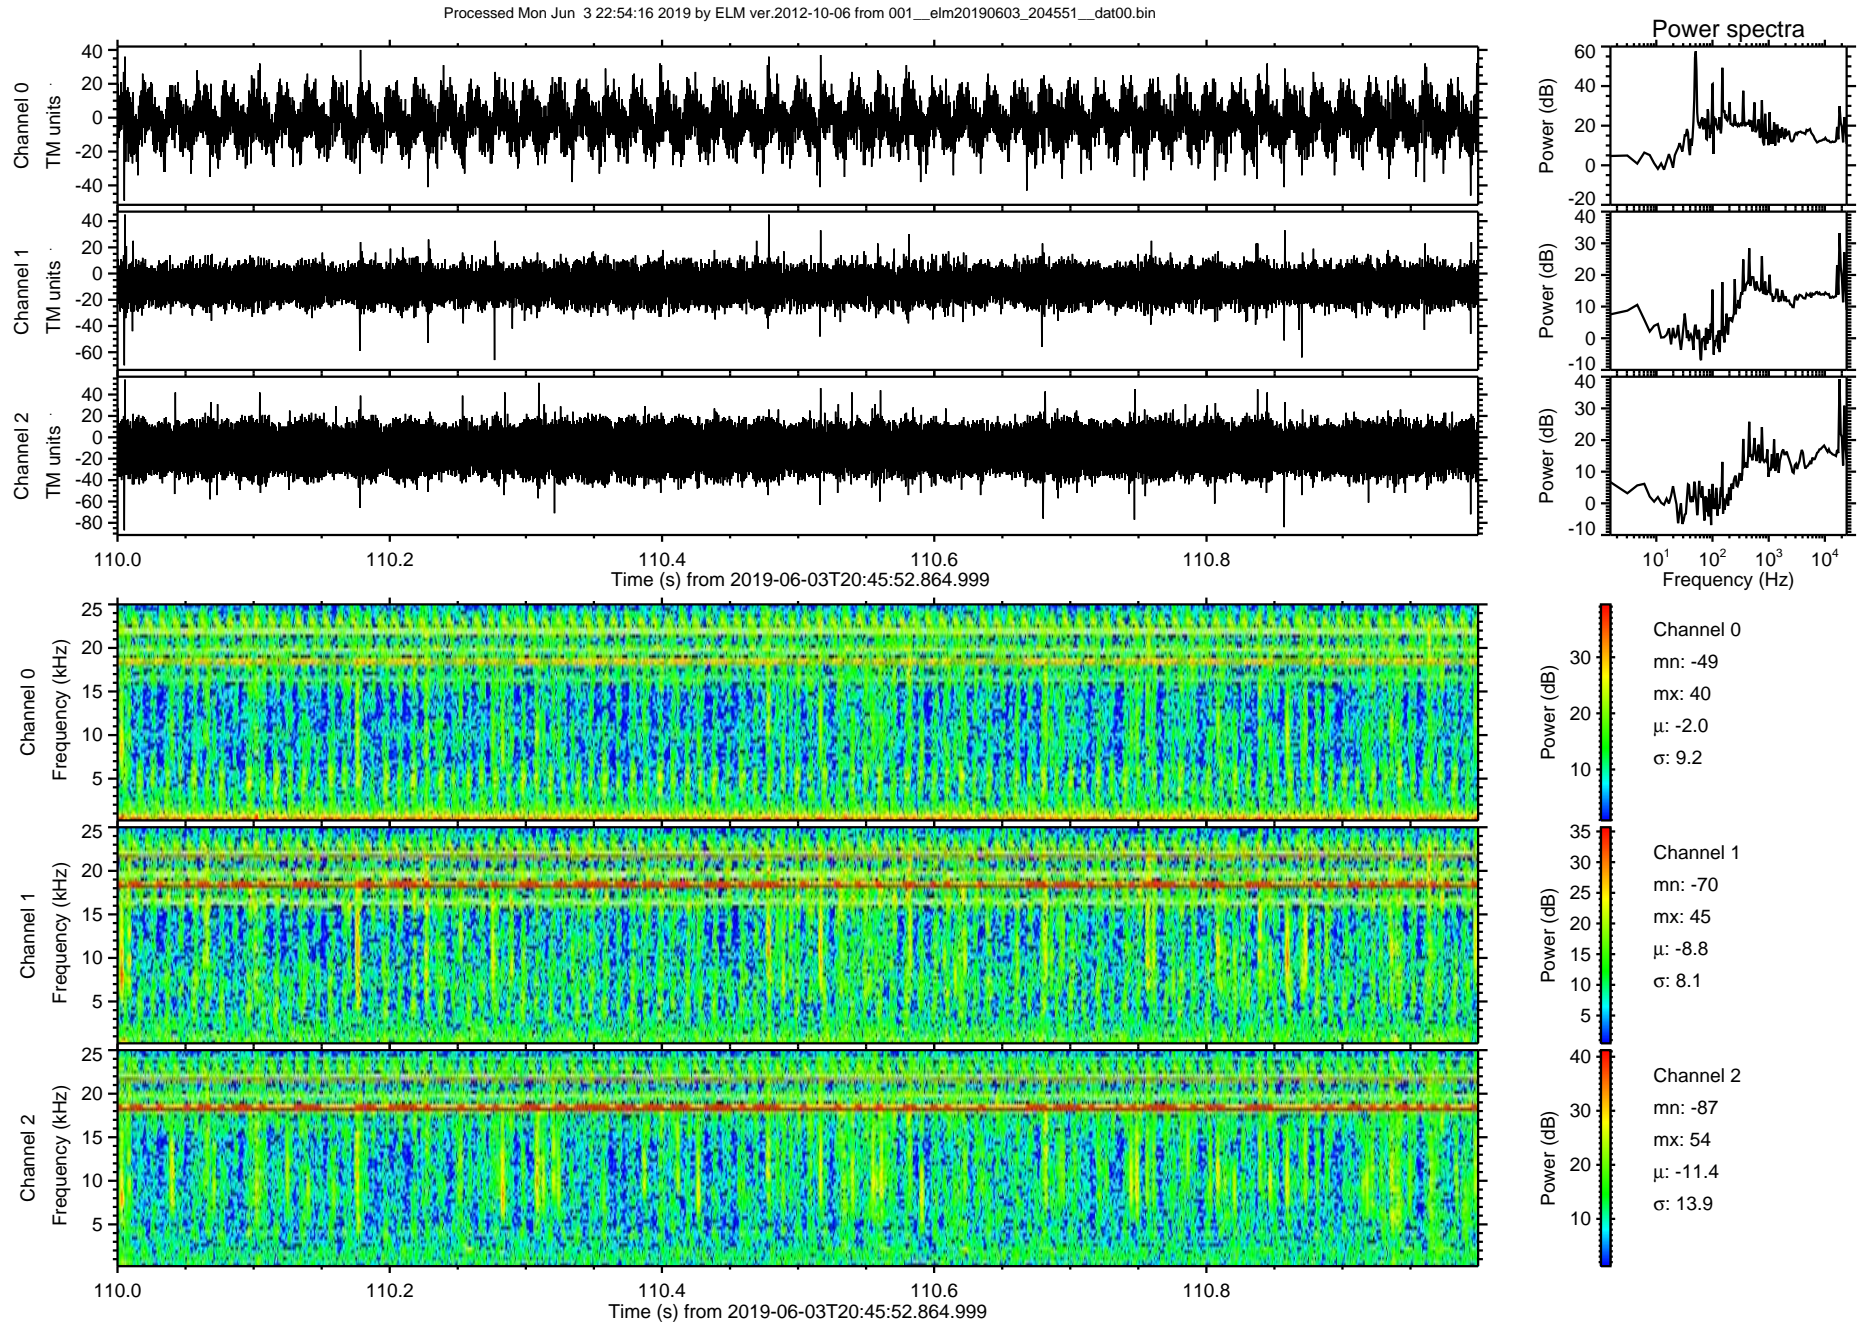 Processed Mon Jun  3 22:54:16 2019 by ELM ver.2012-10-06 from 001__elm20190603_204551__dat00.bin
Power spectra
Channel 0
TM units
40
20
0
-20
-40
Power (dB)
60
40
20
0
-20
Channel 1
TM units
40
20
0
-20
-40
-60
Power (dB)
40
30
20
10
0
-10
Channel 2
TM units
40
20
0
-20
-40
-60
-80
Power (dB)
40
30
20
10
0
-10
110.0 110.2 110.4 110.6 110.8
Time (s) from 2019-06-03T20:45:52.864.999
10¹ 10² 10³ 10⁴
Frequency (Hz)
Channel 0
Frequency (kHz)
25
20
15
10
5
Power (dB)
30
20
10
Channel 0
mn: -49
mx: 40
μ: -2.0
σ: 9.2
Channel 1
Frequency (kHz)
25
20
15
10
5
Power (dB)
35
30
25
20
15
10
5
Channel 1
mn: -70
mx: 45
μ: -8.8
σ: 8.1
Channel 2
Frequency (kHz)
25
20
15
10
5
Power (dB)
40
30
20
10
Channel 2
mn: -87
mx: 54
μ: -11.4
σ: 13.9
110.0 110.2 110.4 110.6 110.8
Time (s) from 2019-06-03T20:45:52.864.999